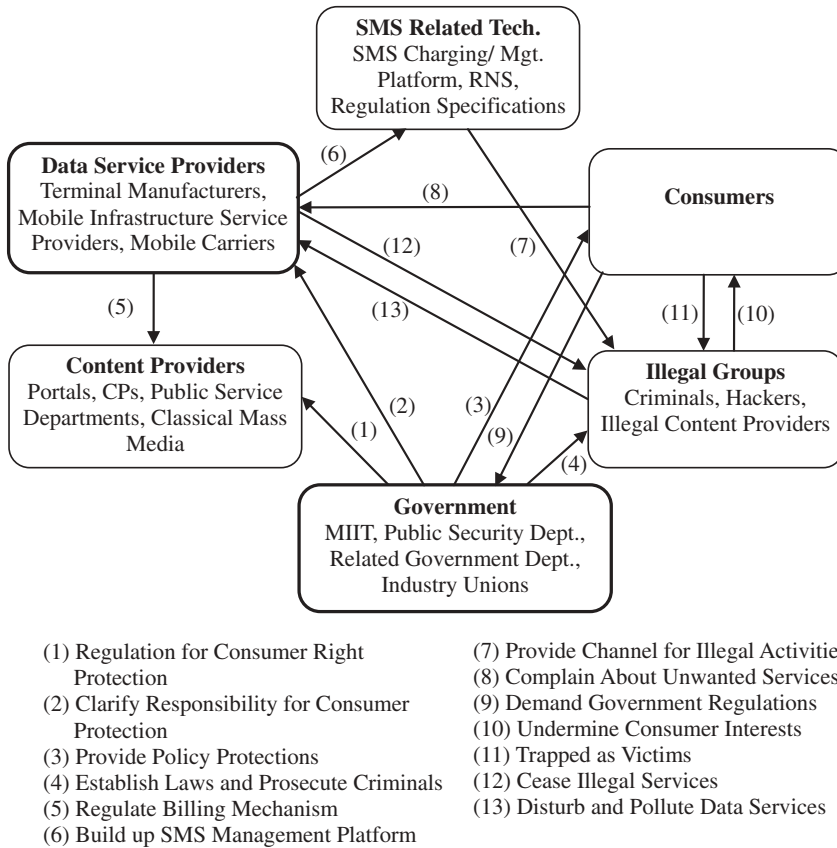 SMS Related Tech.
SMS Charging/ Mgt.
Platform, RNS,
Regulation Specifications
Data Service Providers
Terminal Manufacturers,
Mobile Infrastructure Service
Providers, Mobile Carriers
Consumers
(6)
(8)
(12)
(7)
(13)
(5)
(11)
(10)
Content Providers
Portals, CPs, Public Service
Departments, Classical Mass
Media
Illegal Groups
Criminals, Hackers,
Illegal Content Providers
(1)
(2)
(3)
(9)
(4)
Government
MIIT, Public Security Dept.,
Related Government Dept.,
Industry Unions
(1) Regulation for Consumer Right
Protection
(2) Clarify Responsibility for Consumer
Protection
(3) Provide Policy Protections
(4) Establish Laws and Prosecute Criminals
(5) Regulate Billing Mechanism
(6) Build up SMS Management Platform
(7) Provide Channel for Illegal Activitie
(8) Complain About Unwanted Services
(9) Demand Government Regulations
(10) Undermine Consumer Interests
(11) Trapped as Victims
(12) Cease Illegal Services
(13) Disturb and Pollute Data Services